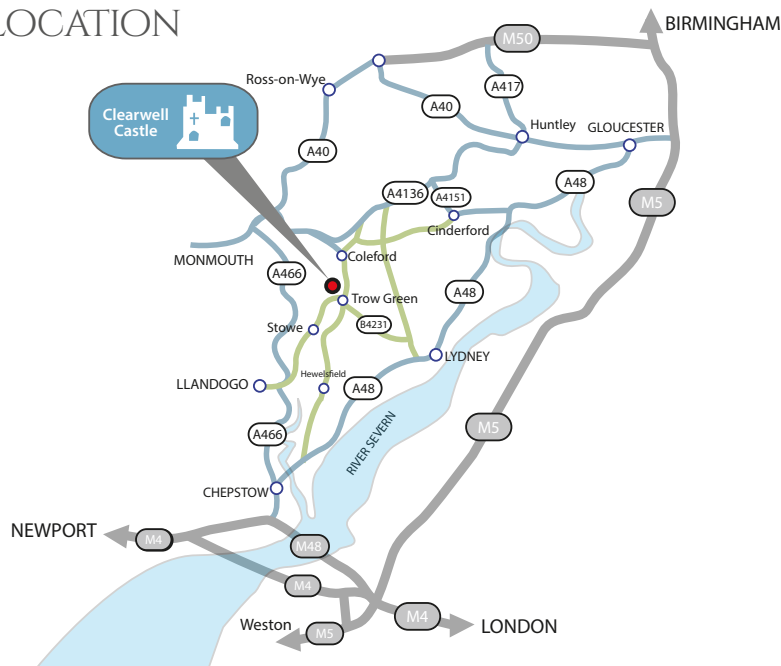 LOCATION
BIRMINGHAM
M50
Ross-on-Wye
A417
Clearwell
Castle
A40
Huntley
GLOUCESTER
A40
A4136
A4151
A48
M5
Cinderford
MONMOUTH
Coleford
A466
Trow Green
A48
Stowe
B4231
LYDNEY
Hewelsfield
LLANDOGO
A48
A466
M5
RIVER SEVERN
CHEPSTOW
NEWPORT
M4
M48
M4
Weston
M5
M4
LONDON